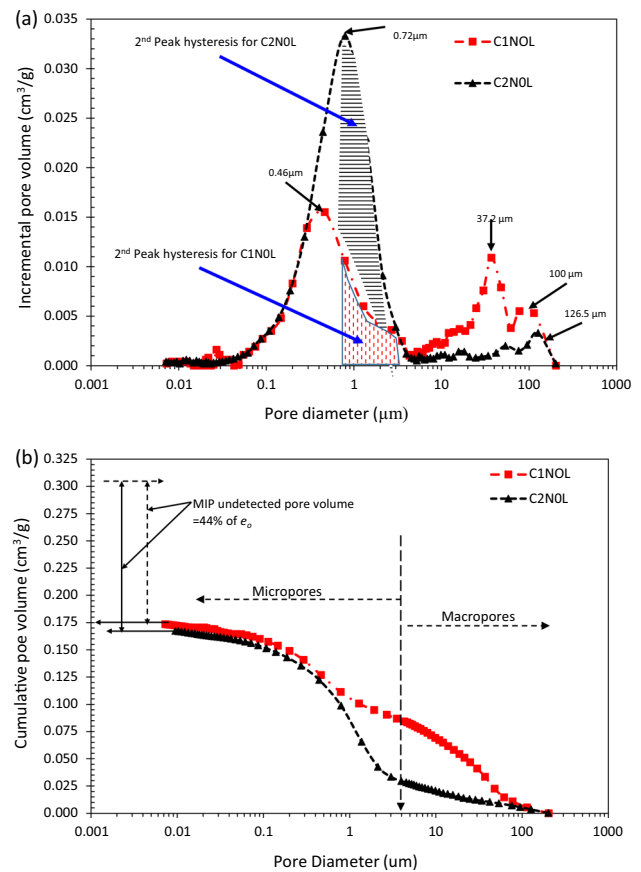 (a)
0.040
0.035
0.030
0.025
0.020
0.015
0.010
0.005
0.000
Incremental pore volume (cm³/g)
2nd Peak hysteresis for C2N0L
0.72µm
C1NOL
C2N0L
0.46µm
2nd Peak hysteresis for C1N0L
37.2 µm
100 µm
126.5 µm
0.001 0.01 0.1 1 10 100 1000
Pore diameter (µm)
(b)
0.325
0.300
0.275
0.250
0.225
0.200
0.175
0.150
0.125
0.100
0.075
0.050
0.025
0.000
Cumulative poe volume (cm³/g)
C1NOL
C2N0L
MIP undetected pore volume
=44% of eₒ
Micropores
Macropores
0.001 0.01 0.1 1 10 100 1000
Pore Diameter (um)